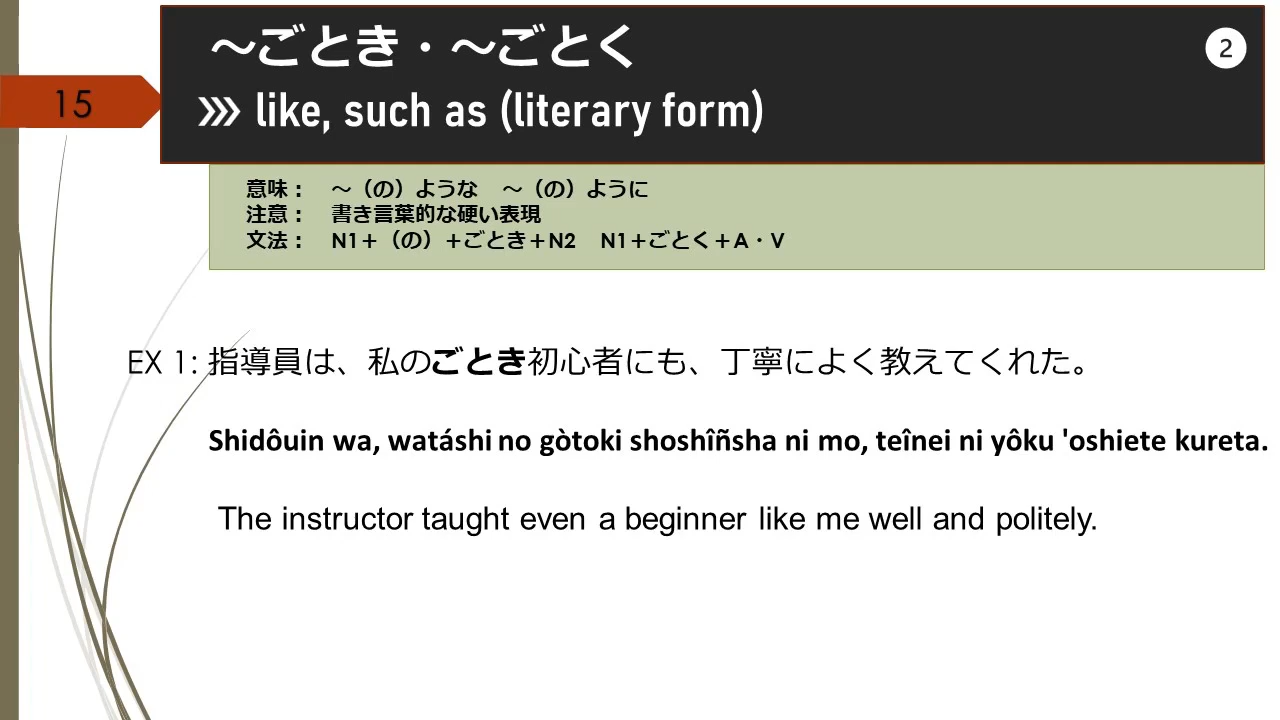 ～ごとき・～ごとく
2
15
like, such as (literary form)
意味： ～（の）ような ～（の）ように
注意： 書き言葉的な硬い表現
文法： N1＋（の）＋ごとき＋N2 N1＋ごとく＋A・V
EX 1: 指導員は、私のごとき初心者にも、丁寧によく教えてくれた。
Shidôuin wa, watáshi no gòtoki shoshîñsha ni mo, teînei ni yôku 'oshiete kureta.
The instructor taught even a beginner like me well and politely.